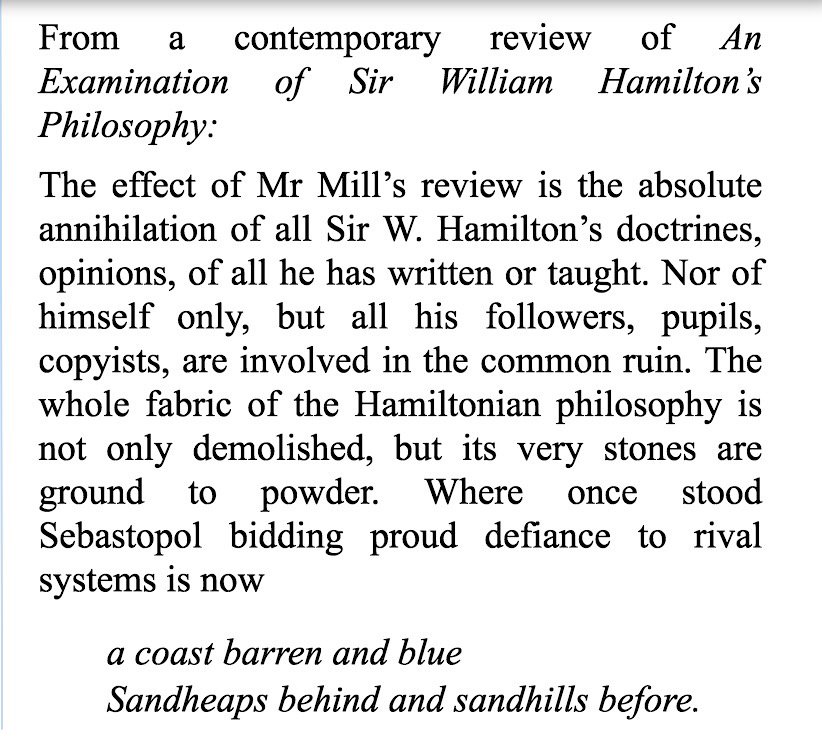 From a contemporary review of An
Examination of Sir William Hamilton’s
Philosophy:
The effect of Mr Mill’s review is the absolute
annihilation of all Sir W. Hamilton’s doctrines,
opinions, of all he has written or taught. Nor of
himself only, but all his followers, pupils,
copyists, are involved in the common ruin. The
whole fabric of the Hamiltonian philosophy is
not only demolished, but its very stones are
ground to powder. Where once stood
Sebastopol bidding proud defiance to rival
systems is now
a coast barren and blue
Sandheaps behind and sandhills before.